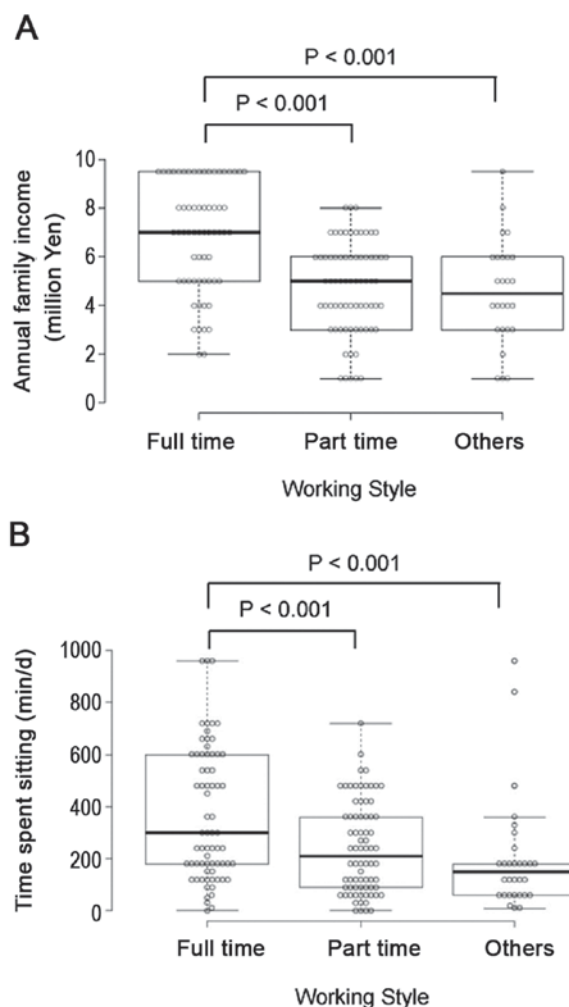 A
P < 0.001
P < 0.001
10
8
6
4
2
0
Annual family income
(million Yen)
Full time Part time Others
Working Style
B
P < 0.001
P < 0.001
1000
800
600
400
200
0
Time spent sitting (min/d)
Full time Part time Others
Working Style